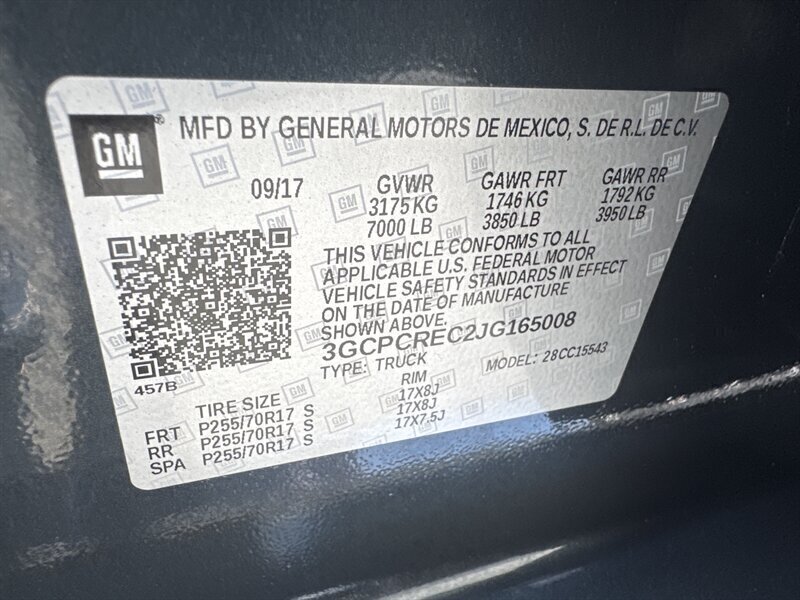 GM
MFD BY GENERAL MOTORS DE MEXICO, S. DE R.L. DE C.V.
09/17 GVWR GAWR FRT GAWR RR
3175 KG 1746 KG 1792 KG
7000 LB 3850 LB 3950 LB
THIS VEHICLE CONFORMS TO ALL
APPLICABLE U.S. FEDERAL MOTOR
VEHICLE SAFETY STANDARDS IN EFFECT
ON THE DATE OF MANUFACTURE
SHOWN ABOVE.
3GCPCREC2JG165008
TYPE: TRUCK MODEL: 28CC15543
457B
TIRE SIZE RIM
FRT P255/70R17 S 17X8J
RR P255/70R17 S 17X8J
SPA P255/70R17 S 17X7.5J